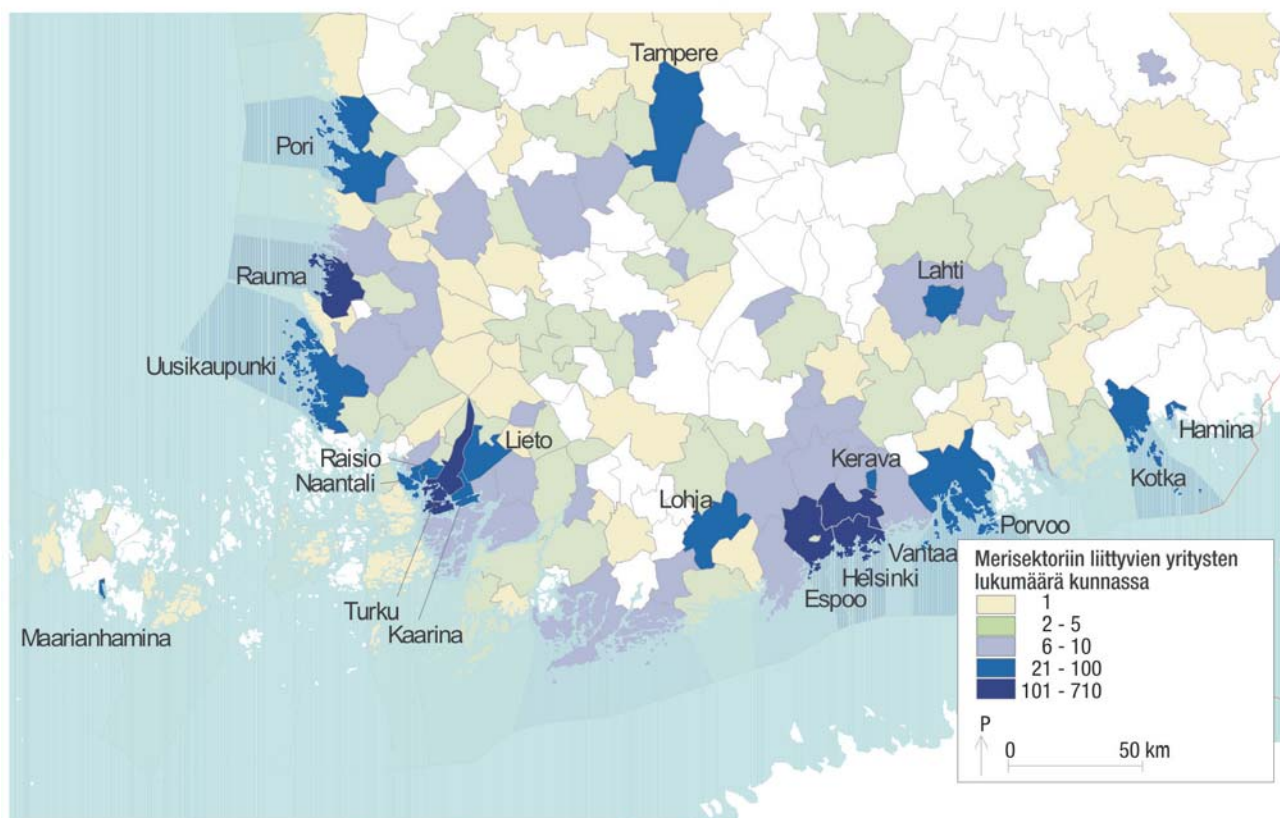 Tampere
Pori
Rauma
Lahti
Uusikaupunki
Lieto
Raisio
Naantali
Hamina
Kerava
Kotka
Lohja
Porvoo
Vantaa
Helsinki
Espoo
Turku
Kaarina
Maarianhamina
Merisektoriin liittyvien yritysten
lukumäärä kunnassa
1
2 - 5
6 - 10
21 - 100
101 - 710
P
0 50 km